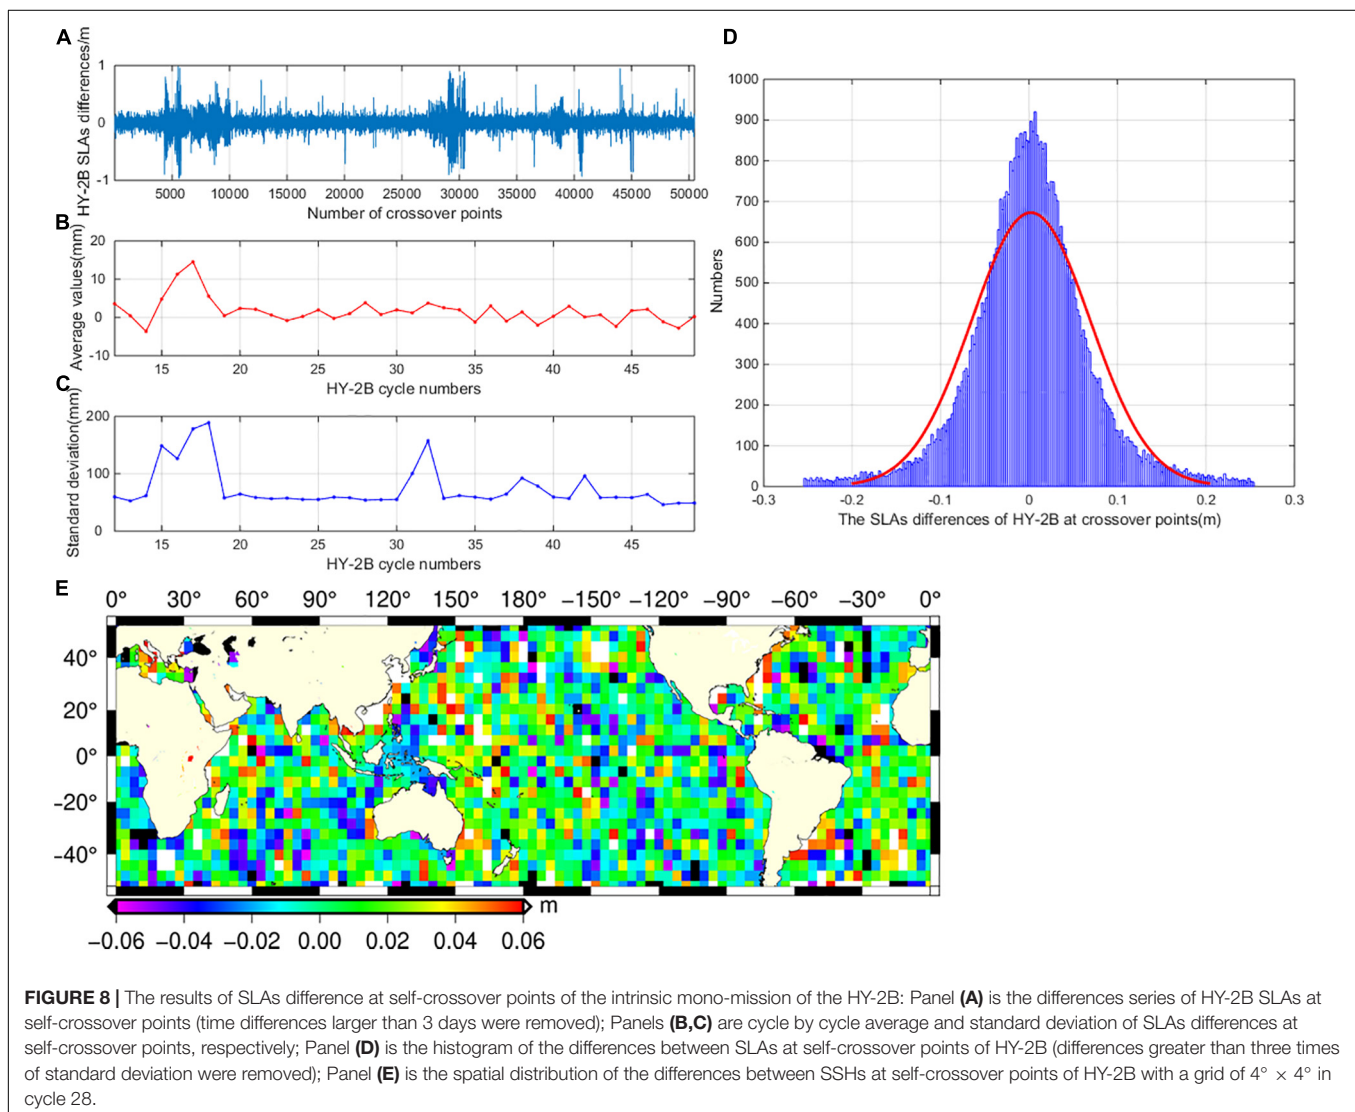 A
HY-2B SLAs differences/m
1
0
-1
5000 10000 15000 20000 25000 30000 35000 40000 45000 50000
Number of crossover points
B
Average values(mm)
20
10
0
-10
15 20 25 30 35 40 45
HY-2B cycle numbers
C
Standard deviation(mm)
200
100
0
15 20 25 30 35 40 45
HY-2B cycle numbers
D
Numbers
1000
900
800
700
600
500
400
300
200
100
0
-0.3 -0.2 -0.1 0 0.1 0.2 0.3
The SLAs differences of HY-2B at crossover points(m)
E
0° 30° 60° 90° 120° 150° 180° −150° −120° −90° −60° −30° 0°
40°
20°
0°
−20°
−40°
m
−0.06 −0.04 −0.02 0.00 0.02 0.04 0.06
FIGURE 8 | The results of SLAs difference at self-crossover points of the intrinsic mono-mission of the HY-2B: Panel (A) is the differences series of HY-2B SLAs at
self-crossover points (time differences larger than 3 days were removed); Panels (B,C) are cycle by cycle average and standard deviation of SLAs differences at
self-crossover points, respectively; Panel (D) is the histogram of the differences between SLAs at self-crossover points of HY-2B (differences greater than three times
of standard deviation were removed); Panel (E) is the spatial distribution of the differences between SSHs at self-crossover points of HY-2B with a grid of 4° × 4° in
cycle 28.